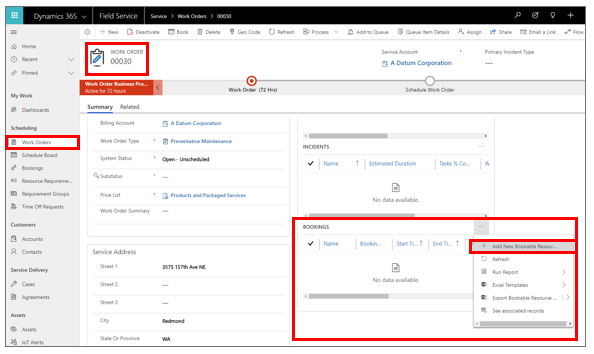 Dynamics 365
Field Service
Service > Work Orders > 00030
+ New
Deactivate
Book
Delete
Geo Code
Refresh
Process
Add to Queue
Queue Item Details
Assign
Share
Email a Link
Flow
Home
Recent
Pinned
My Work
Dashboards
Scheduling
Work Orders
Schedule Board
Bookings
Resource Requireme...
Requirement Groups
Time Off Requests
Customers
Accounts
Contacts
Service Delivery
Cases
Agreements
Assets
Assets
IoT Alerts
WORK ORDER
00030
Service Account *
A Datum Corporation
Primary Incident Type
---
Work Order Business Pro...
Active for 72 hours
Work Order (72 Hrs)
Schedule Work Order
Summary Related
Billing Account A Datum Corporation
Work Order Type * Preventative Maintenance
System Status * Open - Unscheduled
Substatus * ---
Price List * Products and Packaged Services
Work Order Summary ---
Service Address
Street 1 3575 157th Ave NE
Street 2 ---
Street 3 ---
City Redmond
State Or Province WA
INCIDENTS ...
Name Estimated Duration Tasks % Co... W
No data available.
BOOKINGS ...
Name Bookin... Start Ti... End Ti...
No data available.
+ Add New Bookable Resour...
Refresh
Run Report
Excel Templates
Export Bookable Resource ...
See associated records